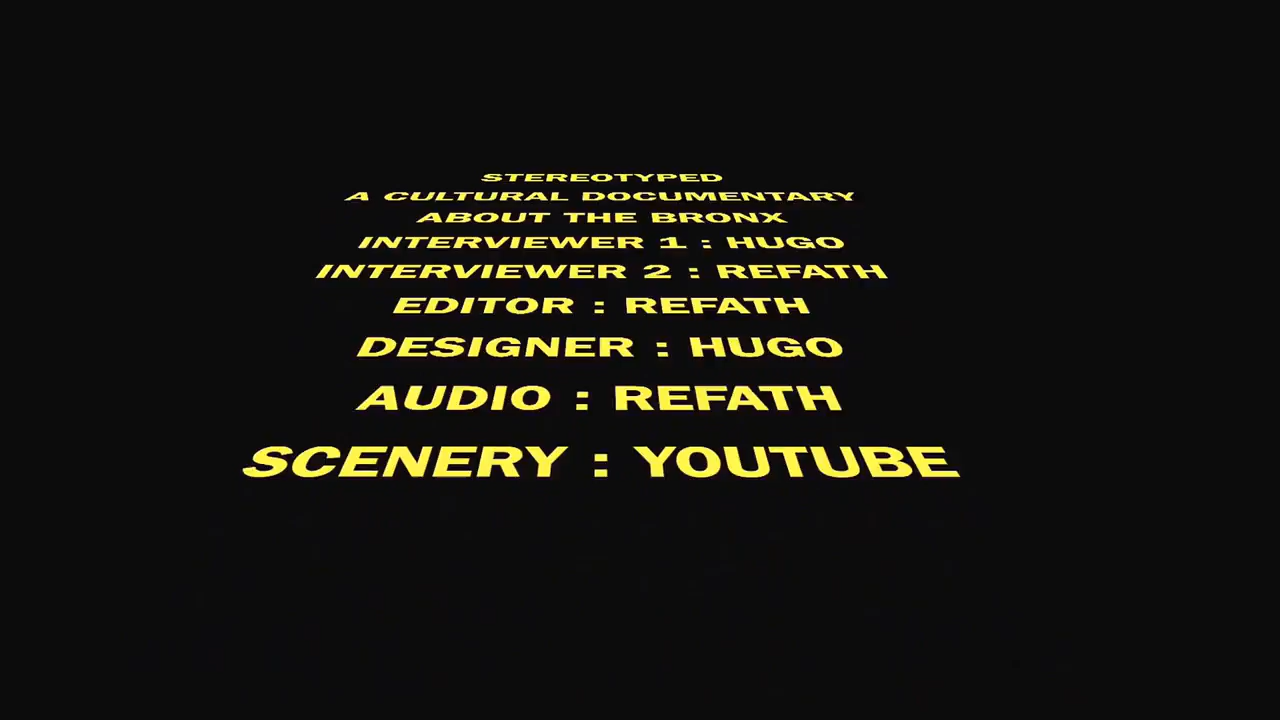 STEREOTYPED
A CULTURAL DOCUMENTARY
ABOUT THE BRONX
INTERVIEWER 1 : HUGO
INTERVIEWER 2 : REFATH
EDITOR : REFATH
DESIGNER : HUGO
AUDIO : REFATH
SCENERY : YOUTUBE